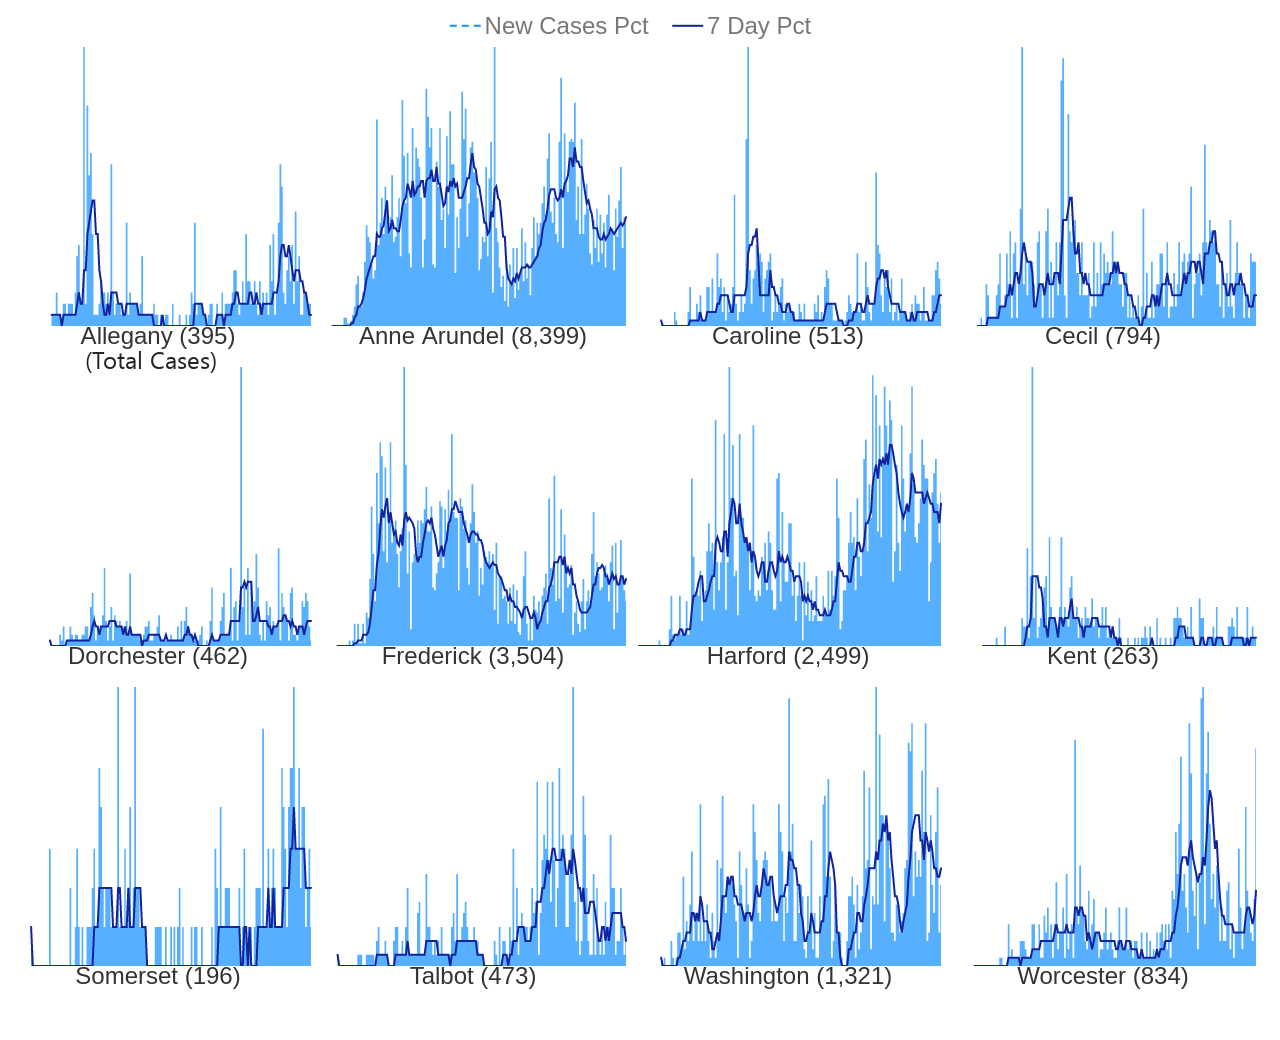 New Cases Pct 7 Day Pct
Allegany (395) Anne Arundel (8,399) Caroline (513) Cecil (794)
(Total Cases)
Dorchester (462) Frederick (3,504) Harford (2,499) Kent (263)
Somerset (196) Talbot (473) Washington (1,321) Worcester (834)